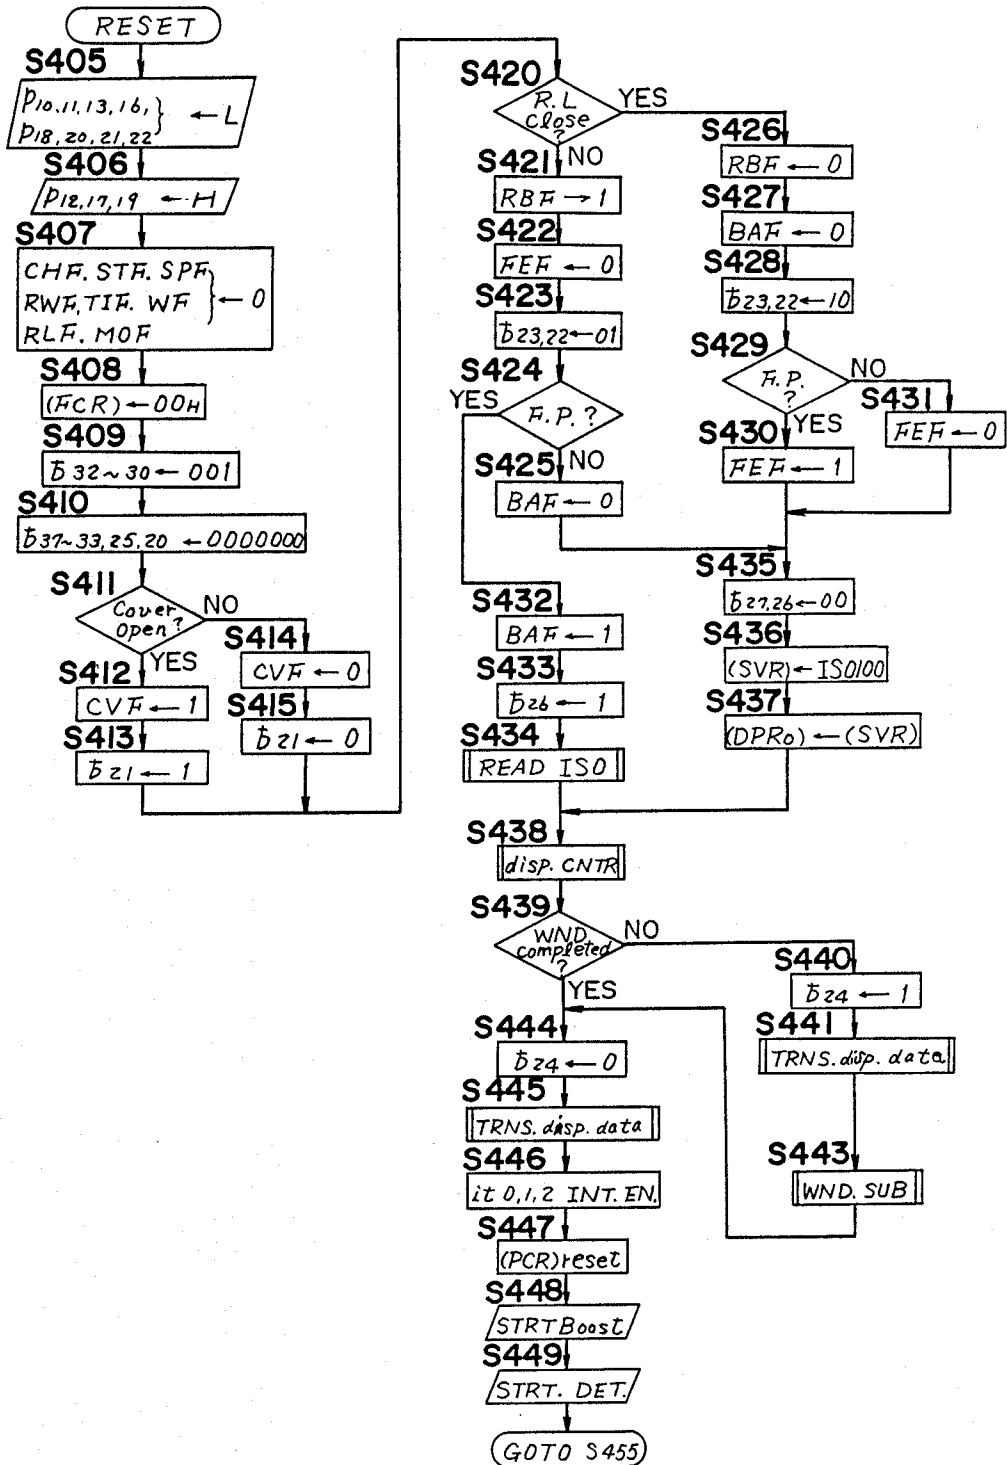 RESET
S405
P10,11,13,16,
P18,20,21,22 } ← L
S406
P12,17,19 ← H
S407
CHF. STF. SPF
RWF, TIF. WF } ← 0
RLF. MOF
S408
(FCR) ← 00H
S409
b32~30 ← 001
S410
b37~33,25,20 ← 0000000
S411
Cover
Open?
NO
YES
S412
CVF ← 1
S413
b21 ← 1
S414
CVF ← 0
S415
b21 ← 0
S420
R.L
Close
?
YES
NO
S421
RBF → 1
S422
FEF ← 0
S423
b23,22 ← 01
S424
YES
F.P. ?
NO
S425
BAF ← 0
S426
RBF ← 0
S427
BAF ← 0
S428
b23,22 ← 10
S429
F.P.
?
NO
YES
S430
FEF ← 1
S431
FEF ← 0
S432
BAF ← 1
S433
b26 ← 1
S434
READ ISO
S435
b27,26 ← 00
S436
(SVR) ← ISO100
S437
(DPRo) ← (SVR)
S438
disp. CNTR
S439
WND
completed
?
NO
YES
S440
b24 ← 1
S441
TRNS. disp. data
S443
WND. SUB
S444
b24 ← 0
S445
TRNS. disp. data
S446
it 0,1,2 INT. EN.
S447
(PCR) reset
S448
STRT Boost
S449
STRT. DET.
GOTO S455